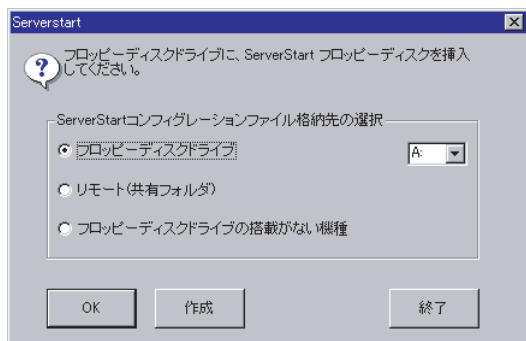 Serverstart
フロッピーディスクドライブに、ServerStart フロッピーディスクを挿入
してください。
ServerStartコンフィグレーションファイル格納先の選択
フロッピーディスクドライブ
A:
リモート(共有フォルダ)
フロッピーディスクドライブの搭載がない機種
OK
作成
終了